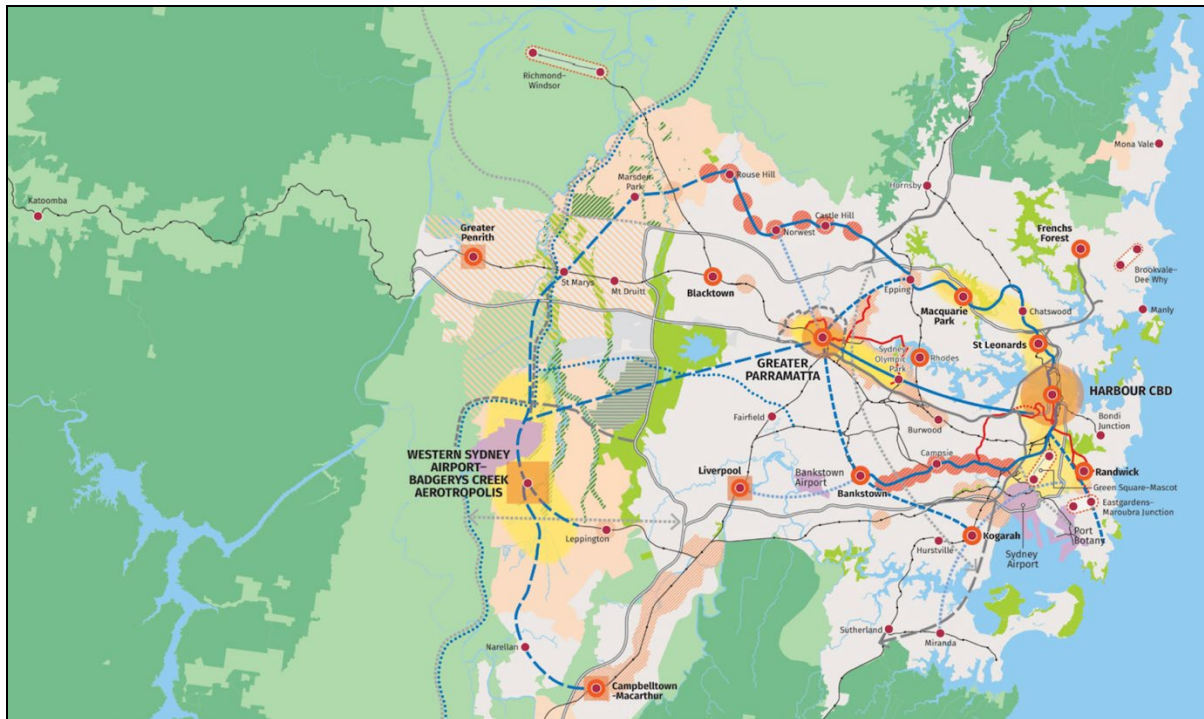 Richmond-
Windsor
Mona Vale
Marsden
Park
Rouse Hill
Hornsby
Katoomba
Castle Hill
Norwest
Greater
Penrith
Frenchs
Forest
St Marys
Mt Druitt
Blacktown
Epping
Brookvale-
Dee Why
Macquarie
Park
Chatswood
Manly
St Leonards
GREATER
PARRAMATTA
Sydney
Olympic
Park
Rhodes
HARBOUR CBD
Fairfield
Burwood
Bondi
Junction
WESTERN SYDNEY
AIRPORT–
BADGERYS CREEK
AEROTROPOLIS
Liverpool
Bankstown
Airport
Campsie
Bankstown
Randwick
Green Square-Mascot
Eastgardens-
Maroubra Junction
Leppington
Kogarah
Hurstville
Sydney
Airport
Port
Botany
Sutherland
Miranda
Narellan
Campbelltown
-Macarthur